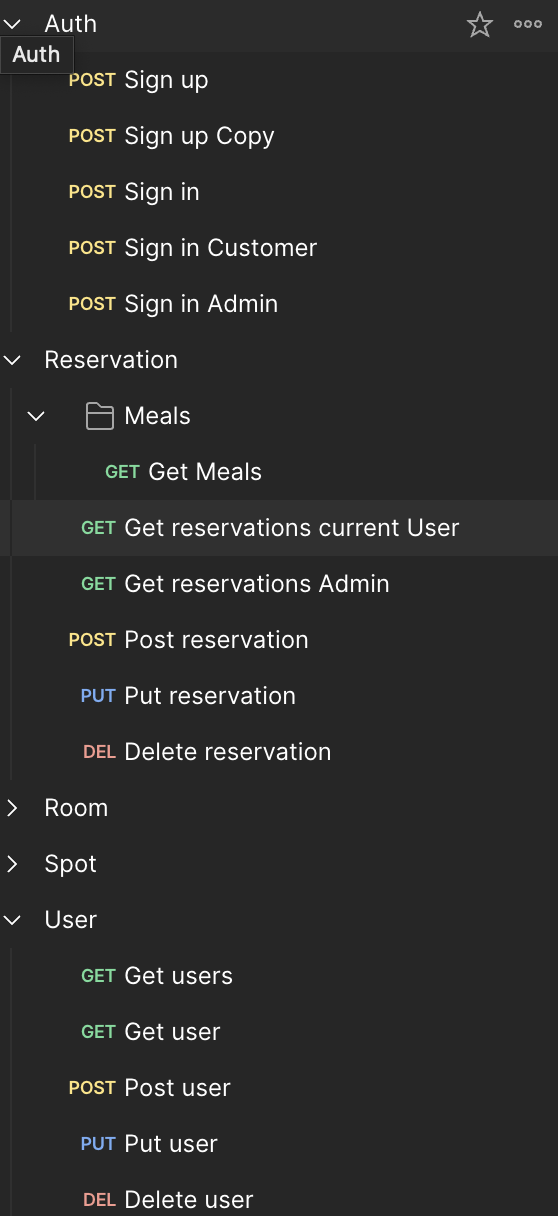 Auth
Auth
POST Sign up
POST Sign up Copy
POST Sign in
POST Sign in Customer
POST Sign in Admin
Reservation
Meals
GET Get Meals
GET Get reservations current User
GET Get reservations Admin
POST Post reservation
PUT Put reservation
DEL Delete reservation
Room
Spot
User
GET Get users
GET Get user
POST Post user
PUT Put user
DEL Delete user